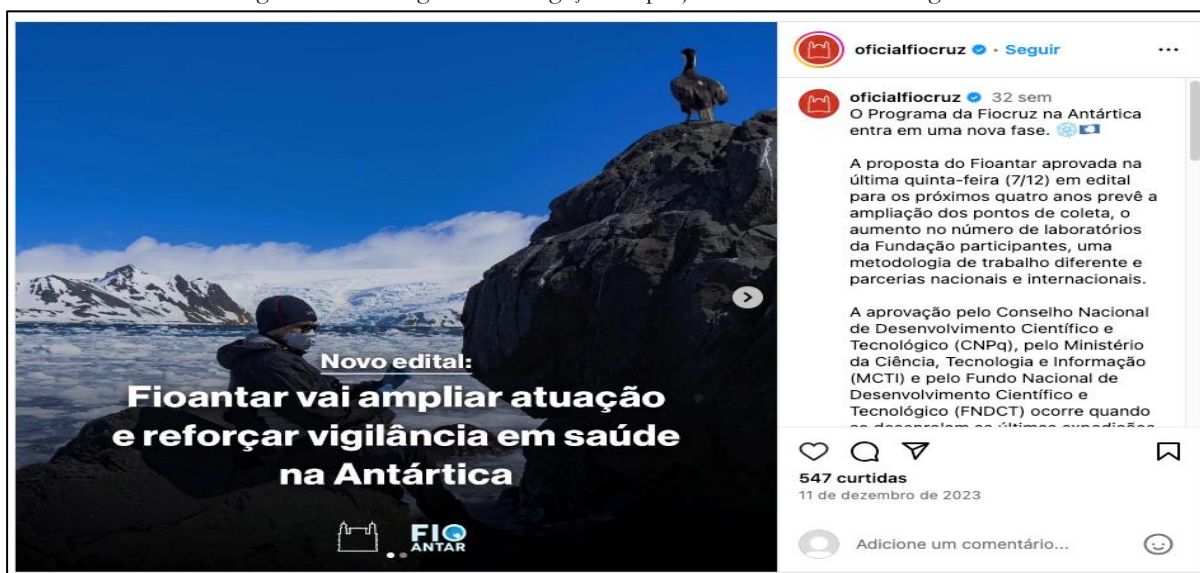 Novo edital:
Fioantar vai ampliar atuação
e reforçar vigilância em saúde
na Antártica
FIO
ANTAR
oficialfiocruz • Seguir
oficialfiocruz 32 sem
O Programa da Fiocruz na Antártica
entra em uma nova fase.
A proposta do Fioantar aprovada na
última quinta-feira (7/12) em edital
para os próximos quatro anos prevê a
ampliação dos pontos de coleta, o
aumento no número de laboratórios
da Fundação participantes, uma
metodologia de trabalho diferente e
parcerias nacionais e internacionais.
A aprovação pelo Conselho Nacional
de Desenvolvimento Científico e
Tecnológico (CNPq), pelo Ministério
da Ciência, Tecnologia e Informação
(MCTI) e pelo Fundo Nacional de
Desenvolvimento Científico e
Tecnológico (FNDCT) ocorre quando
547 curtidas
11 de dezembro de 2023
Adicione um comentário...